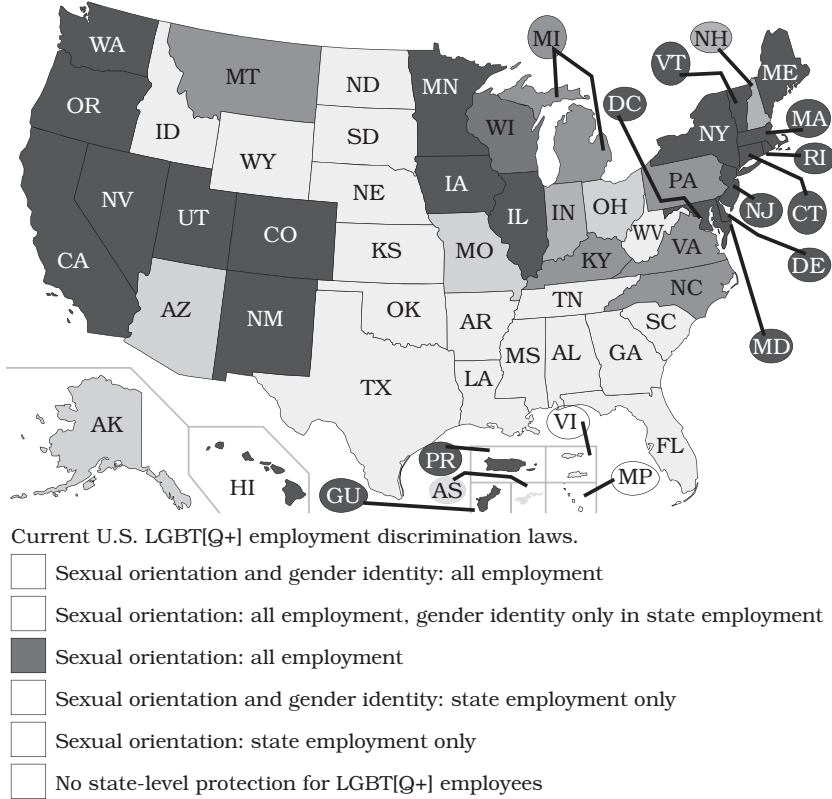 WA
OR
CA
NV
ID
MT
WY
UT
CO
AZ
NM
ND
SD
NE
KS
OK
TX
MN
IA
MO
AR
LA
WI
IL
MI
IN
OH
KY
TN
MS
AL
GA
FL
SC
NC
VA
WV
PA
NY
DC
VT
NH
ME
MA
RI
CT
NJ
DE
MD
AK
HI
GU
PR
AS
VI
MP
Current U.S. LGBT[Q+] employment discrimination laws.
Sexual orientation and gender identity: all employment
Sexual orientation: all employment, gender identity only in state employment
Sexual orientation: all employment
Sexual orientation and gender identity: state employment only
Sexual orientation: state employment only
No state-level protection for LGBT[Q+] employees